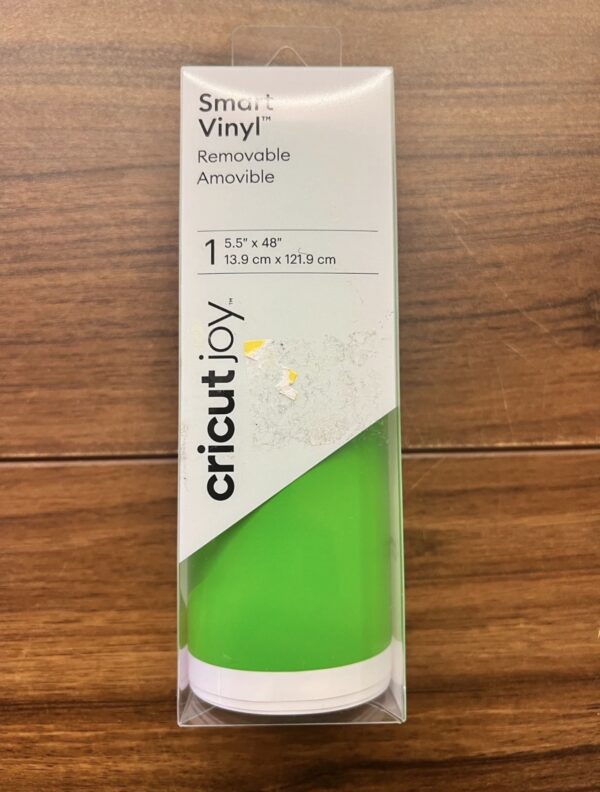 Smart
Vinyl™
Removable
Amovible
1 5.5" x 48"
13.9 cm x 121.9 cm
cricut joy™